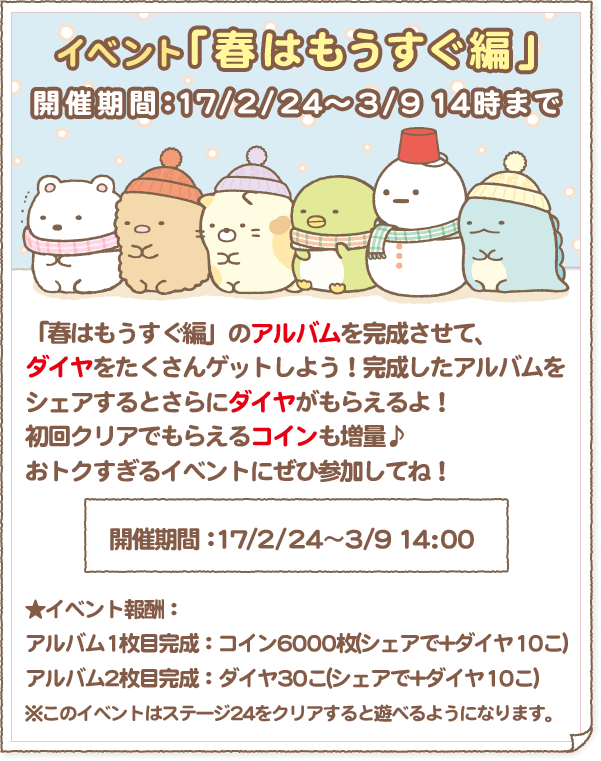 イベント「春はもうすぐ編」
開催期間：17/2/24〜3/9 14時まで
「春はもうすぐ編」のアルバムを完成させて、
ダイヤをたくさんゲットしよう！完成したアルバムを
シェアするとさらにダイヤがもらえるよ！
初回クリアでもらえるコインも増量♪
おトクすぎるイベントにぜひ参加してね！
開催期間：17/2/24〜3/9 14:00
★イベント報酬：
アルバム1枚目完成：コイン6000枚(シェアで+ダイヤ10こ)
アルバム2枚目完成：ダイヤ30こ(シェアで+ダイヤ10こ)
※このイベントはステージ24をクリアすると遊べるようになります。